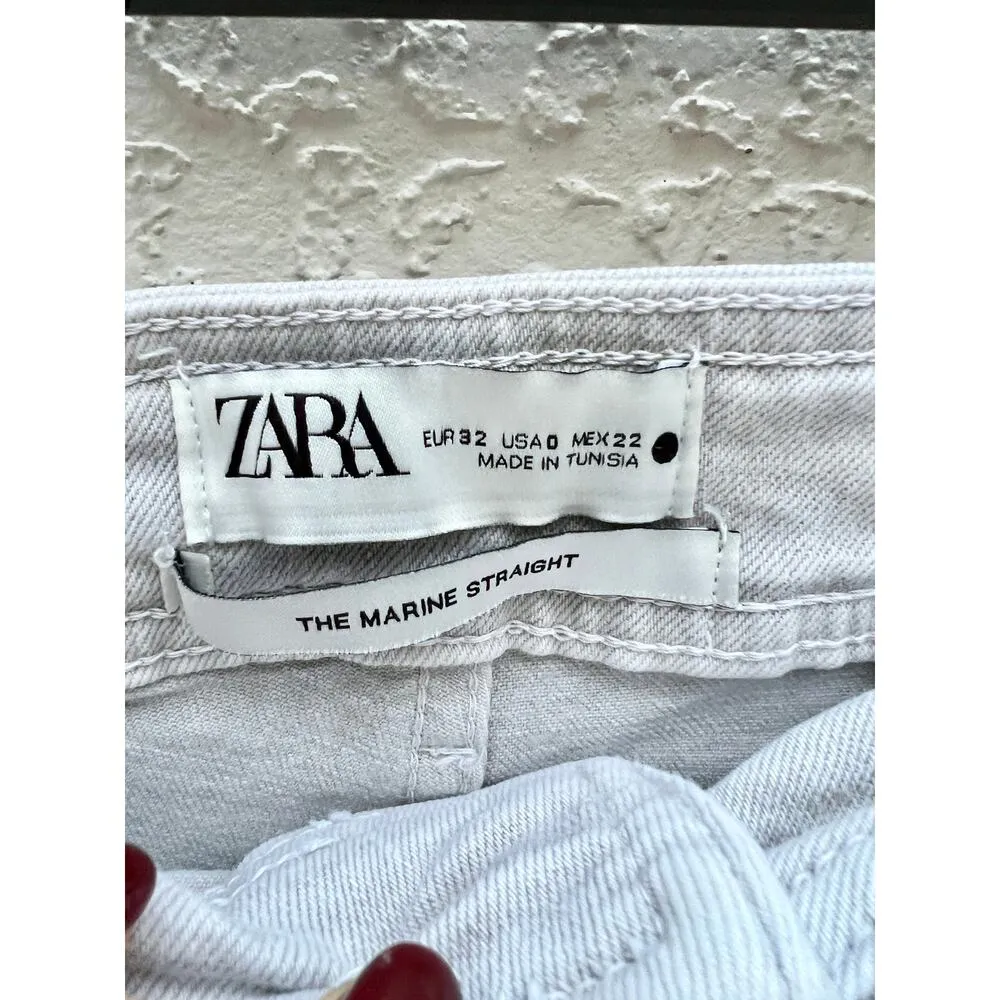 ZARA
EUR 32 USA 0 MEX 22
MADE IN TUNISIA
THE MARINE STRAIGHT